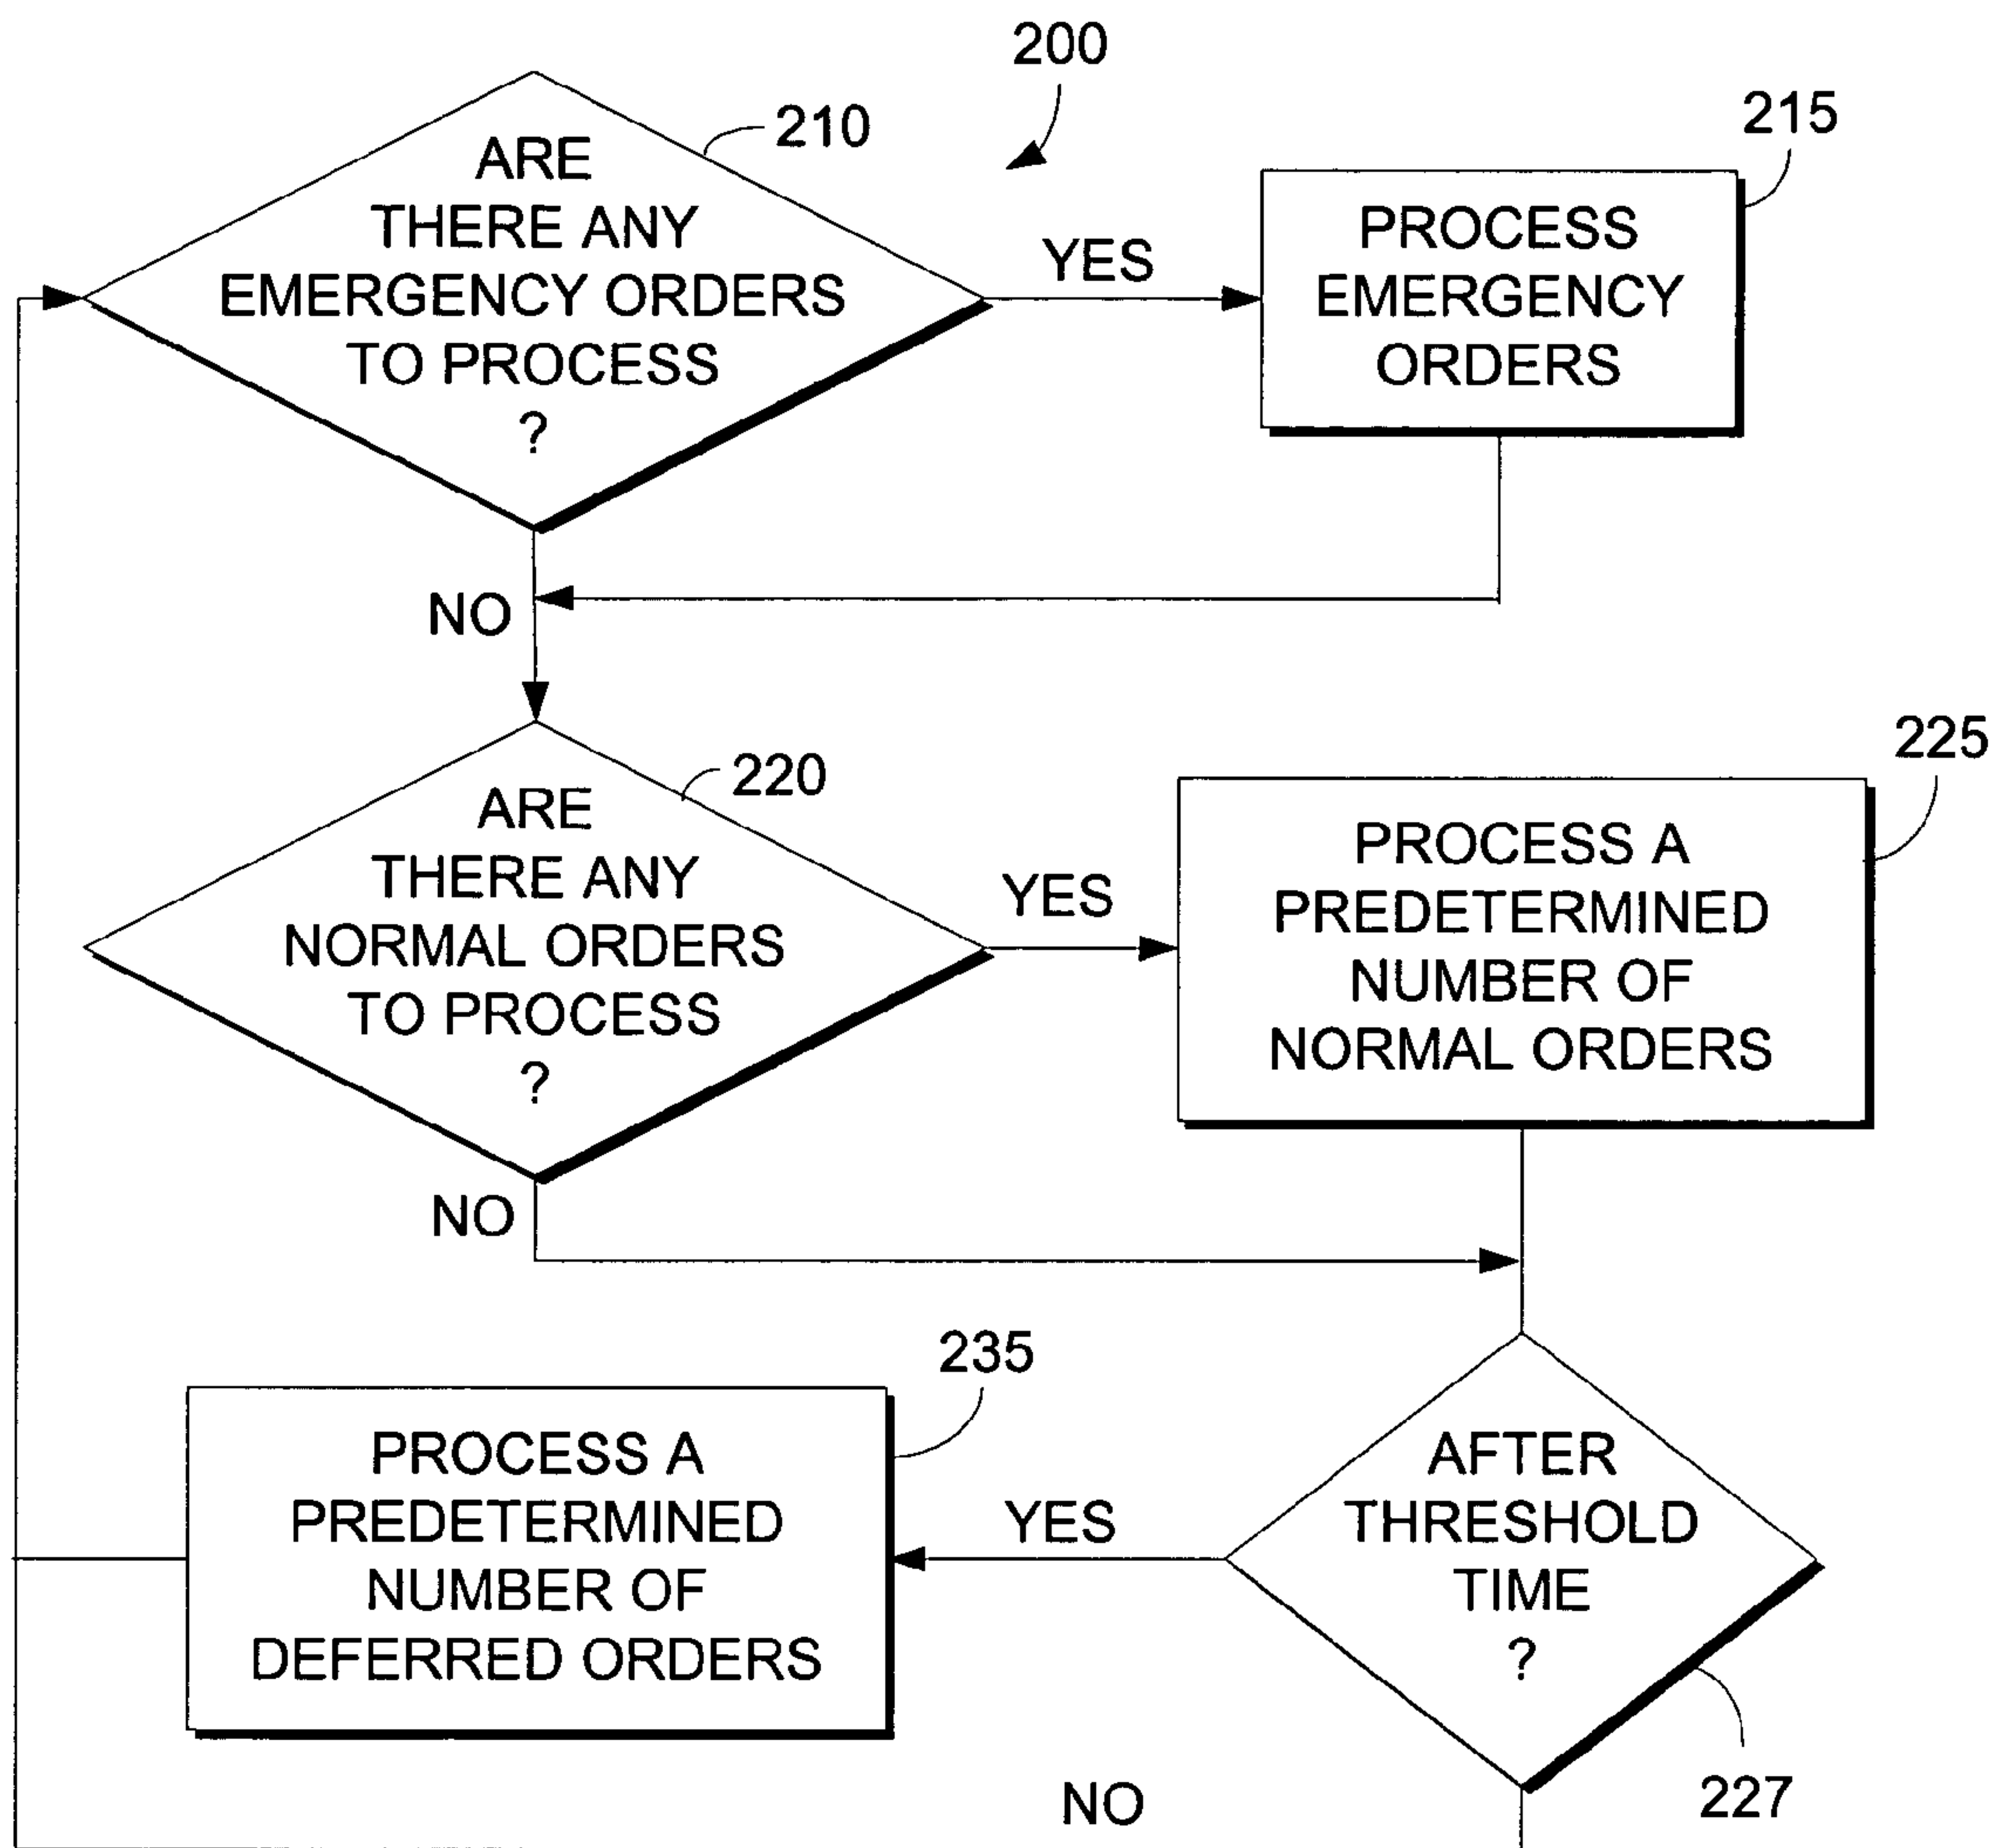 200
210
ARE
THERE ANY
EMERGENCY ORDERS
TO PROCESS
?
YES
215
PROCESS
EMERGENCY
ORDERS
NO
220
ARE
THERE ANY
NORMAL ORDERS
TO PROCESS
?
YES
225
PROCESS A
PREDETERMINED
NUMBER OF
NORMAL ORDERS
NO
235
PROCESS A
PREDETERMINED
NUMBER OF
DEFERRED ORDERS
YES
AFTER
THRESHOLD
TIME
?
227
NO